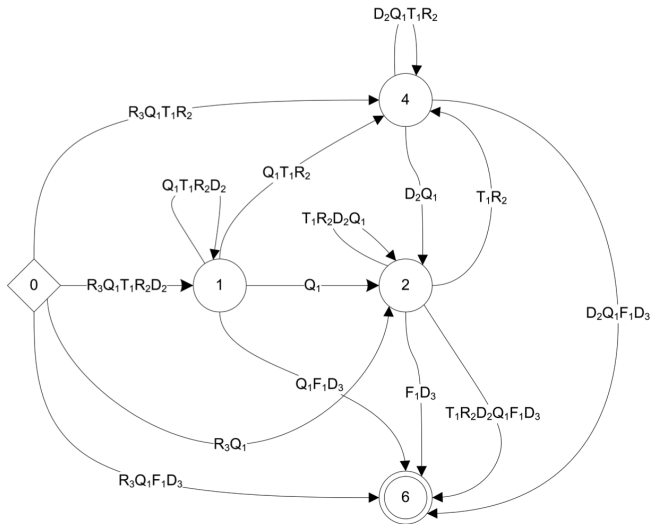 D₂Q₁T₁R₂
4
R₃Q₁T₁R₂
Q₁T₁R₂
Q₁T₁R₂D₂
D₂Q₁
T₁R₂
T₁R₂D₂Q₁
0
R₃Q₁T₁R₂D₂
1
Q₁
2
D₂Q₁F₁D₃
Q₁F₁D₃
F₁D₃
T₁R₂D₂Q₁F₁D₃
R₃Q₁
R₃Q₁F₁D₃
6